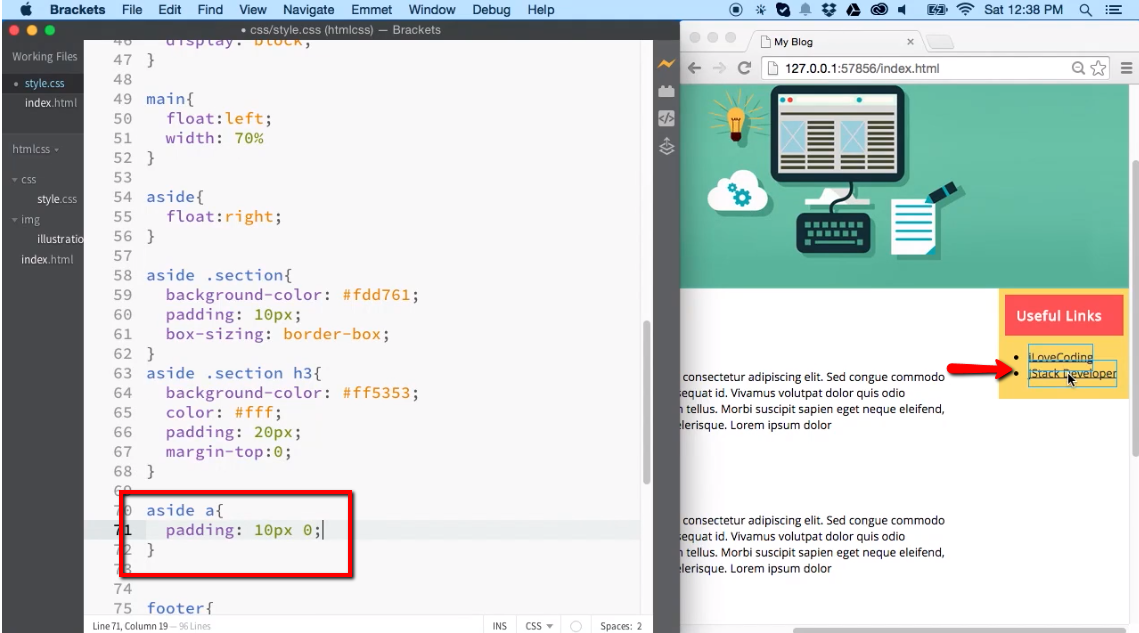 Brackets File Edit Find View Navigate Emmet Window Debug Help Sat 12:38 PM
• css/style.css (htmlcss) — Brackets
Working Files
style.css
index.html
htmlcss
css
style.css
img
illustratio
index.html
46 display: block;
47 }
48
49 main{
50 float:left;
51 width: 70%
52 }
53
54 aside{
55 float:right;
56 }
57
58 aside .section{
59 background-color: #fdd761;
60 padding: 10px;
61 box-sizing: border-box;
62 }
63 aside .section h3{
64 background-color: #ff5353;
65 color: #fff;
66 padding: 20px;
67 margin-top:0;
68 }
69
70 aside a{
71 padding: 10px 0;
72 }
73
74
75 footer{
Line 71, Column 19 — 96 Lines
INS CSS Spaces: 2
My Blog
127.0.0.1:57856/index.html
Useful Links
iLoveCoding
JStack Developer
consectetur adipiscing elit. Sed congue commodo
sequat id. Vivamus volutpat dolor quis odio
n tellus. Morbi suscipit sapien eget neque eleifend,
elerisque. Lorem ipsum dolor
consectetur adipiscing elit. Sed congue commodo
sequat id. Vivamus volutpat dolor quis odio
n tellus. Morbi suscipit sapien eget neque eleifend,
elerisque. Lorem ipsum dolor